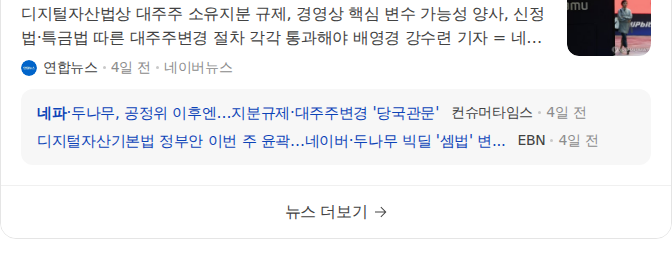 디지털자산법상 대주주 소유지분 규제, 경영상 핵심 변수 가능성 양사, 신정
법·특금법 따른 대주주변경 절차 각각 통과해야 배영경 강수련 기자 = 네...
연합뉴스 · 4일 전 · 네이버뉴스
네파·두나무, 공정위 이후엔...지분규제·대주주변경 '당국관문' 컨슈머타임스 · 4일 전
디지털자산기본법 정부안 이번 주 윤곽...네이버·두나무 빅딜 '셈법' 변... EBN · 4일 전
뉴스 더보기 →